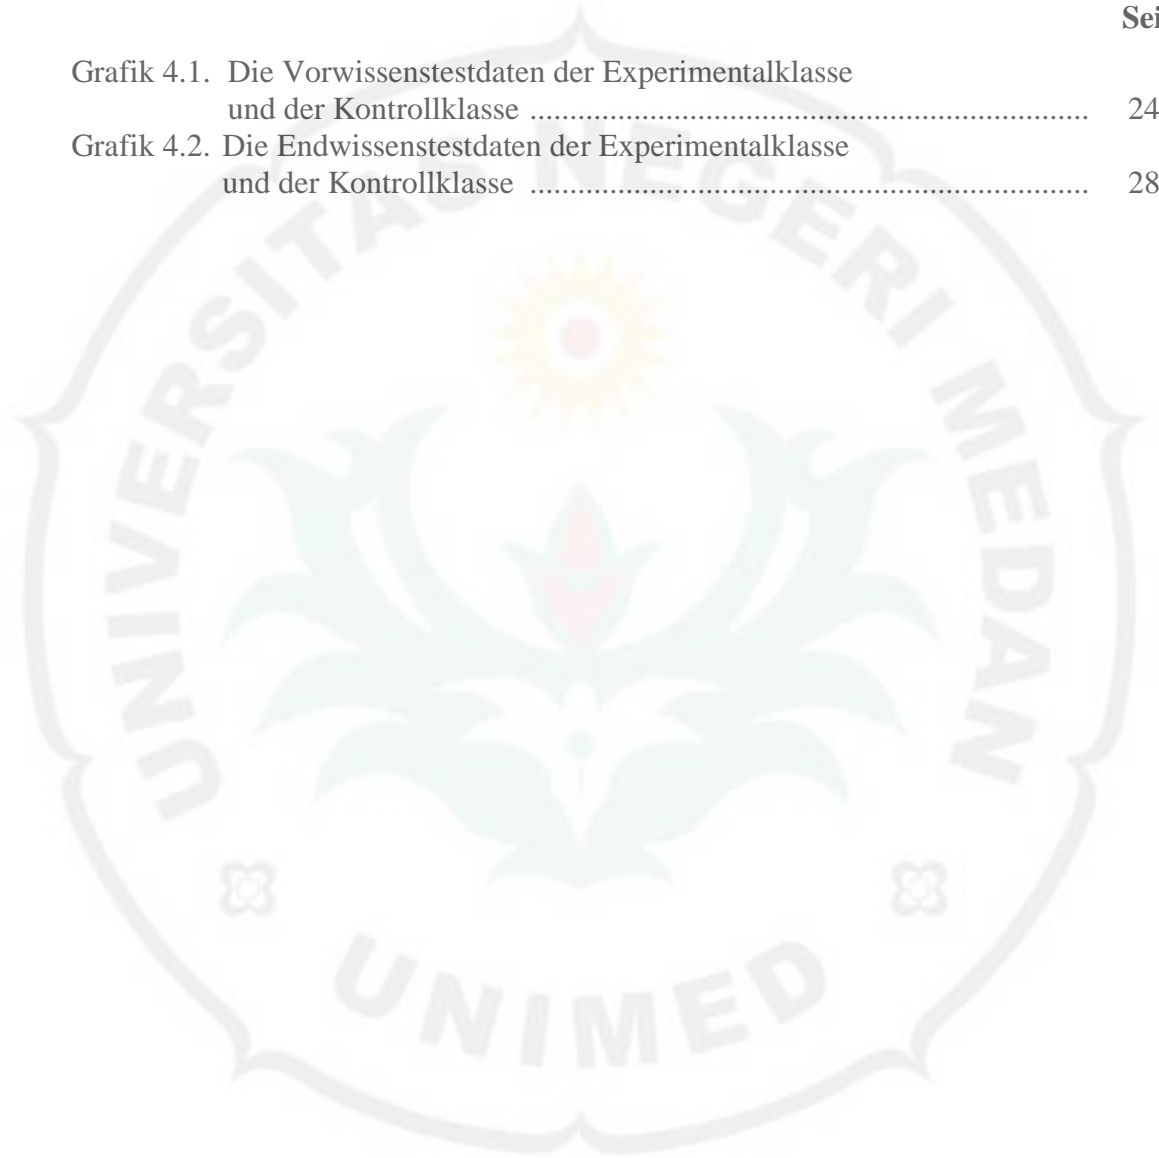 Sei
Grafik 4.1. Die Vorwissenstestdaten der Experimentalklasse
und der Kontrollklasse .......................................................... 24
Grafik 4.2. Die Endwissenstestdaten der Experimentalklasse
und der Kontrollklasse .......................................................... 28
UNIVERSITAS NEGERI MEDAN
UNIMED